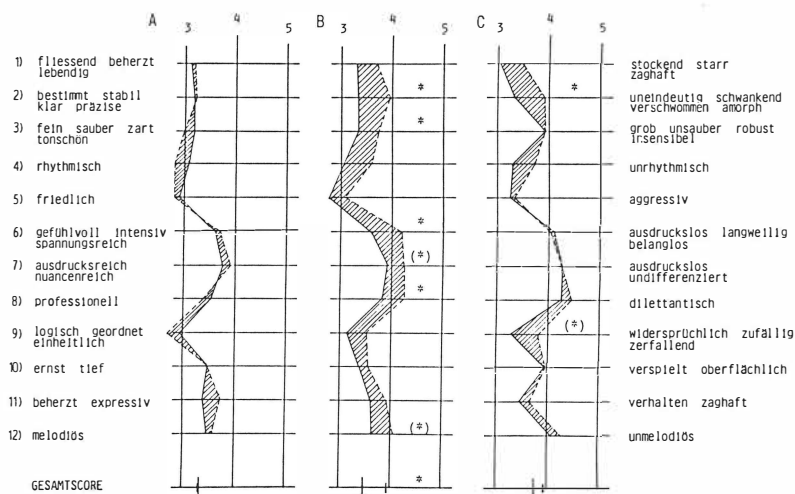 A 3 4 5 B 3 4 5 C 3 4 5
1) fliessend beherzt stockend starr
lebendig zaghaft
2) bestimmt stabil * * uneindeutig schwankend
klar präzise verschwommen amorph
3) fein sauber zart * grob unsauber robust
tonschön insensibel
4) rhythmisch unrhythmisch
5) friedlich aggressiv
6) gefühlvoll intensiv * ausdruckslos langweilig
spannungsreich belanglos
7) ausdrucksreich (*) ausdruckslos
nuancenreich undifferenziert
8) professionell * dilettantisch
9) logisch geordnet (*) widersprüchlich zufällig
einheitlich zerfallend
10) ernst tief verspielt oberflächlich
11) beherzt expressiv verhalten zaghaft
12) melodiös (*) unmelodiös
GESAMTSCORE *